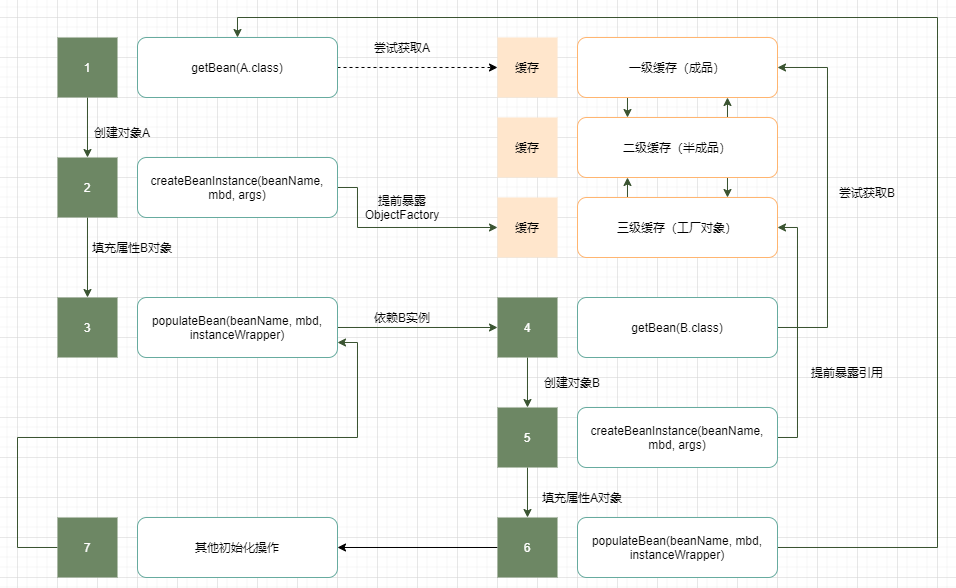 1
getBean(A.class)
尝试获取A
缓存
一级缓存（成品）
创建对象A
缓存
二级缓存（半成品）
2
createBeanInstance(beanName,
mbd, args)
提前暴露
ObjectFactory
缓存
三级缓存（工厂对象）
尝试获取B
填充属性B对象
3
populateBean(beanName, mbd,
instanceWrapper)
依赖B实例
4
getBean(B.class)
提前暴露引用
创建对象B
5
createBeanInstance(beanName,
mbd, args)
填充属性A对象
7
其他初始化操作
6
populateBean(beanName, mbd,
instanceWrapper)